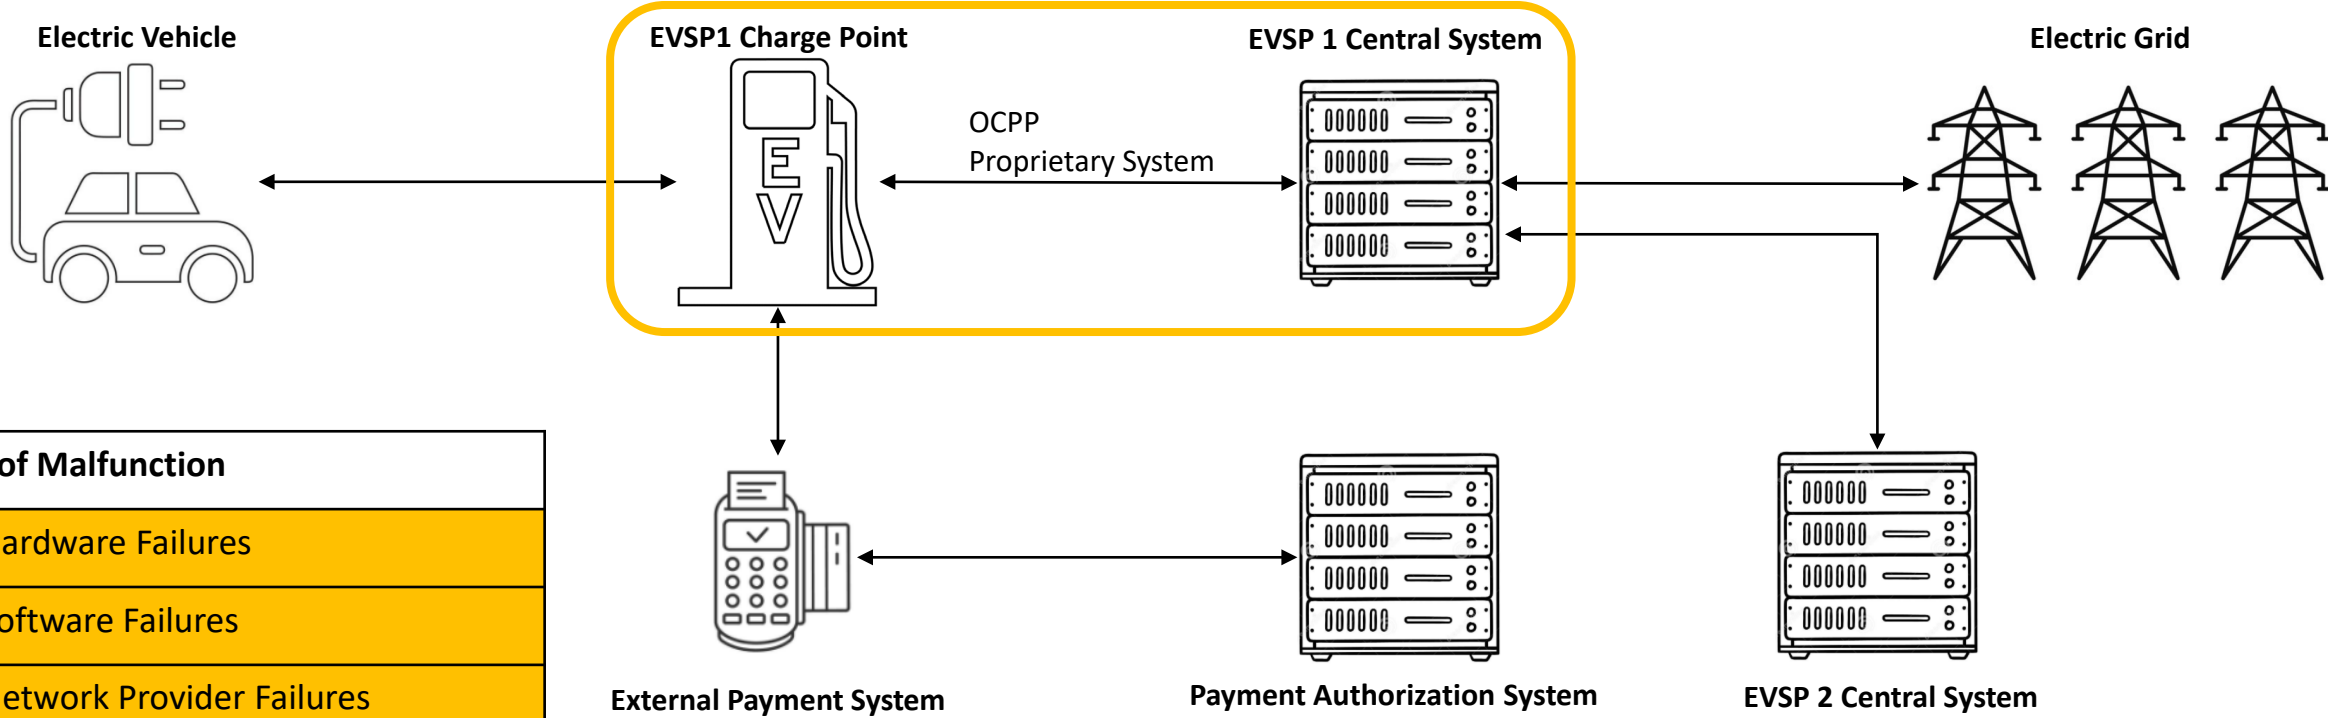 Electric Vehicle
EVSP1 Charge Point
EVSP 1 Central System
Electric Grid
OCPP
Proprietary System
EV
of Malfunction
ardware Failures
oftware Failures
etwork Provider Failures
External Payment System
Payment Authorization System
EVSP 2 Central System